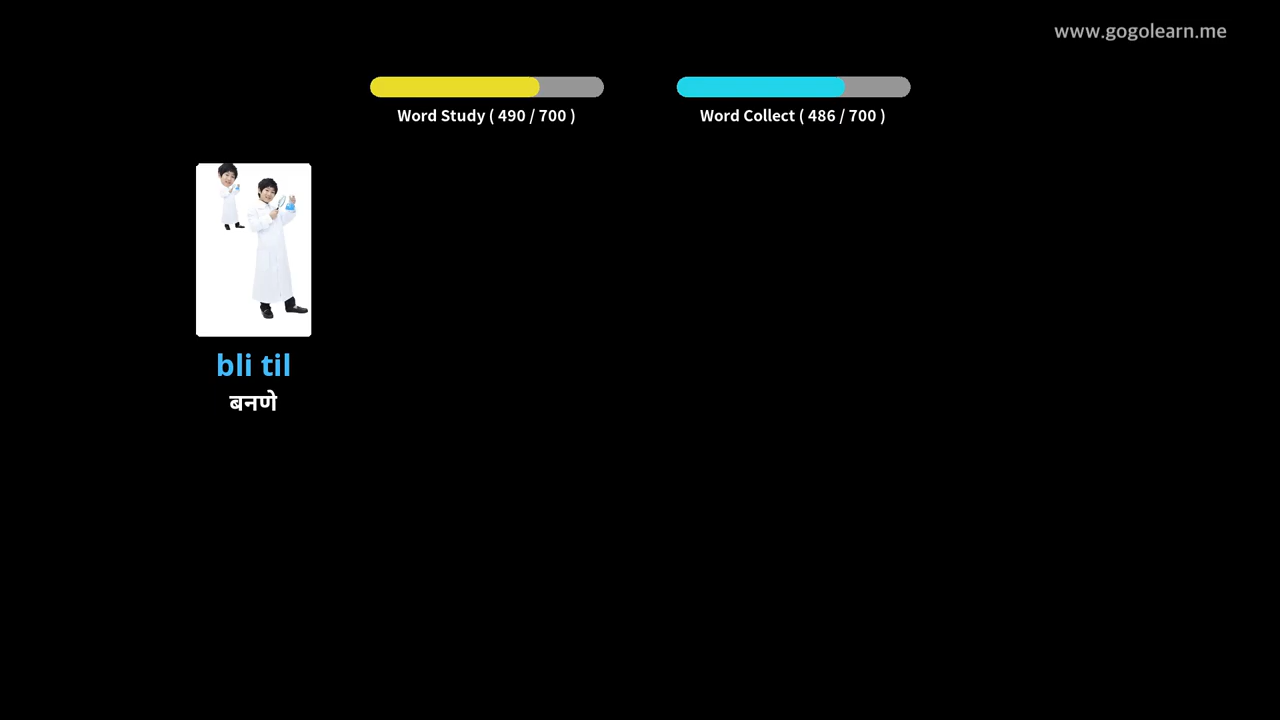 www.gogolearn.me
Word Study ( 490 / 700 )
Word Collect ( 486 / 700 )
bli til
बनणे